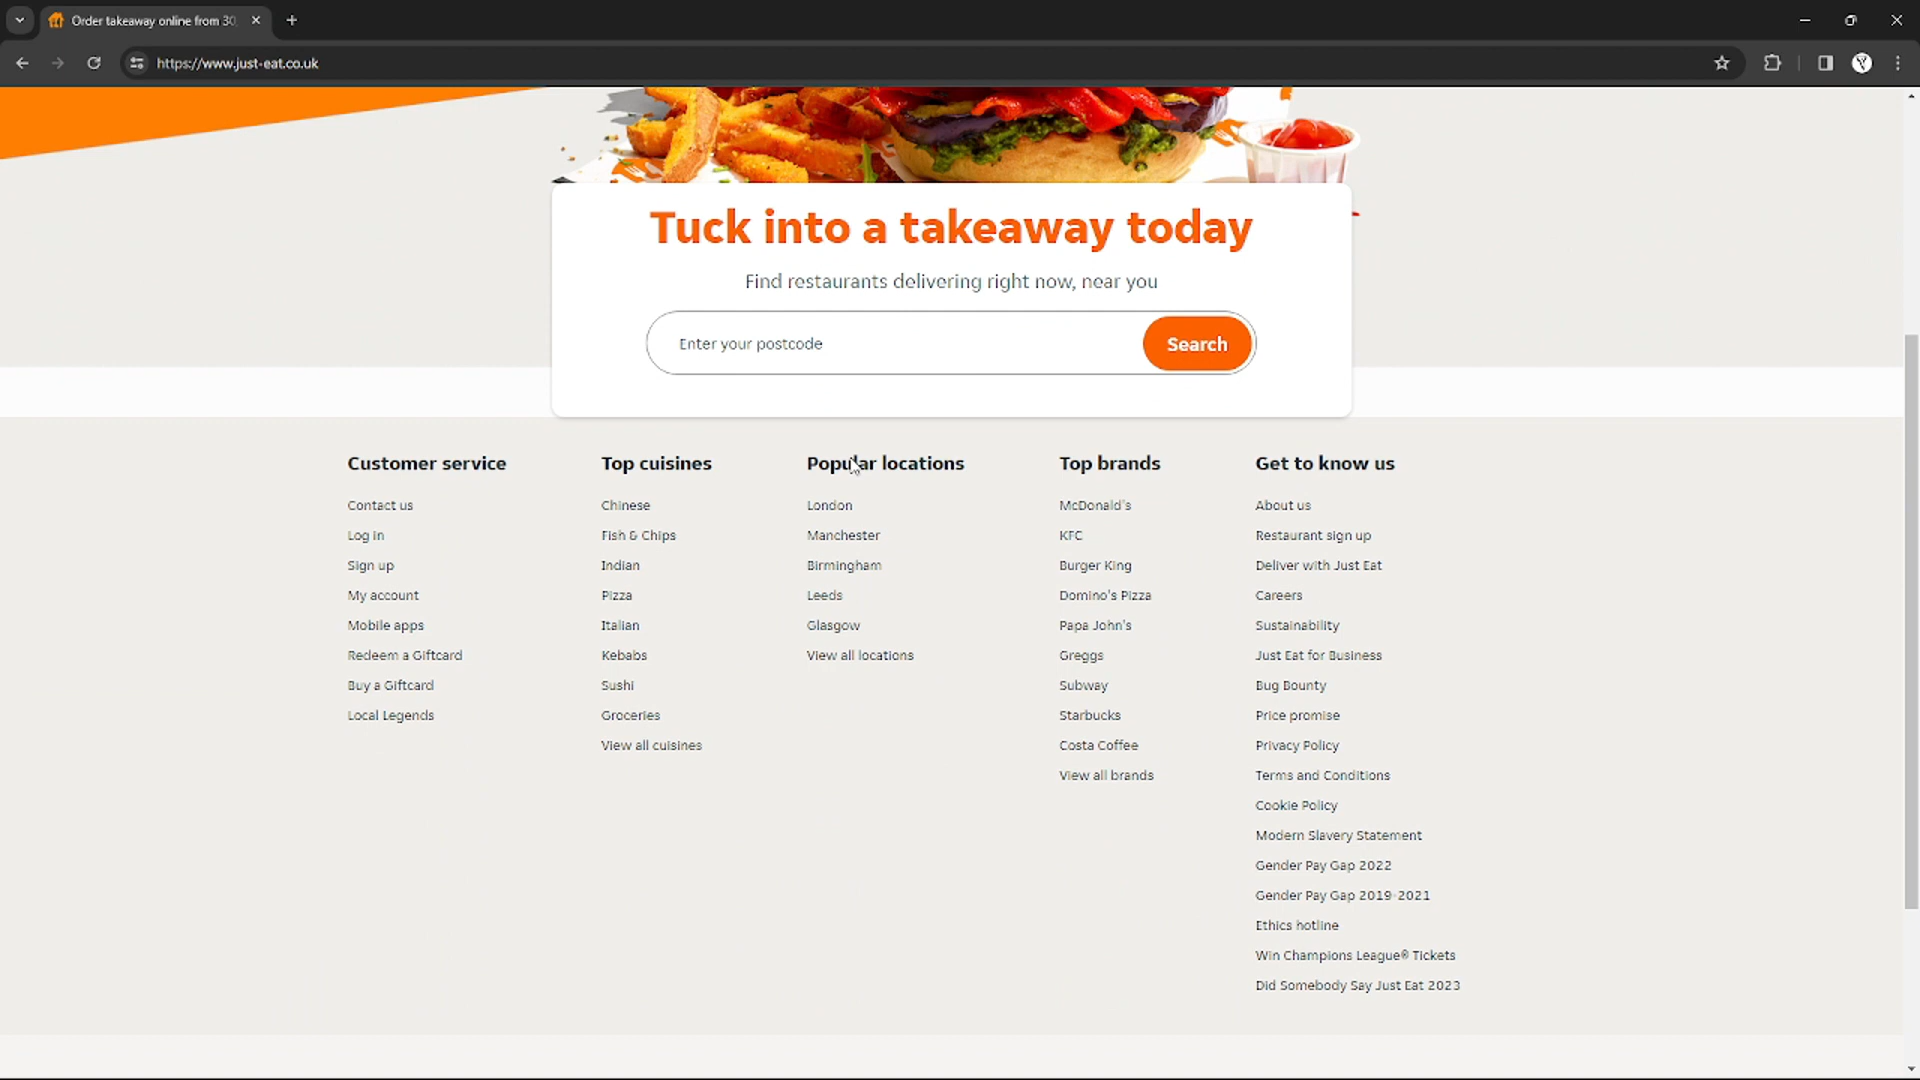 Order takeaway online from 30
https://www.just-eat.co.uk
Tuck into a takeaway today
Find restaurants delivering right now, near you
Enter your postcode
Search
Customer service
Contact us
Log in
Sign up
My account
Mobile apps
Redeem a Giftcard
Buy a Giftcard
Local Legends
Top cuisines
Chinese
Fish & Chips
Indian
Pizza
Italian
Kebabs
Sushi
Groceries
View all cuisines
Popular locations
London
Manchester
Birmingham
Leeds
Glasgow
View all locations
Top brands
McDonald's
KFC
Burger King
Domino's Pizza
Papa John's
Greggs
Subway
Starbucks
Costa Coffee
View all brands
Get to know us
About us
Restaurant sign up
Deliver with Just Eat
Careers
Sustainability
Just Eat for Business
Bug Bounty
Price promise
Privacy Policy
Terms and Conditions
Cookie Policy
Modern Slavery Statement
Gender Pay Gap 2022
Gender Pay Gap 2019-2021
Ethics hotline
Win Champions League® Tickets
Did Somebody Say Just Eat 2023